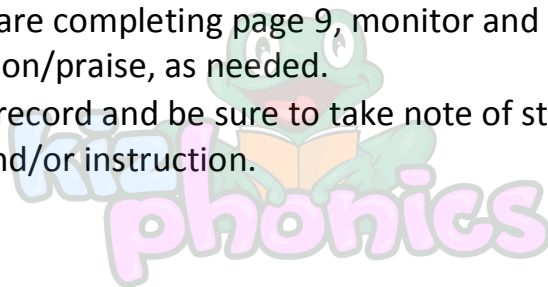 are completing page 9, monitor and
on/praise, as needed.
record and be sure to take note of st
nd/or instruction.
kid
phonics